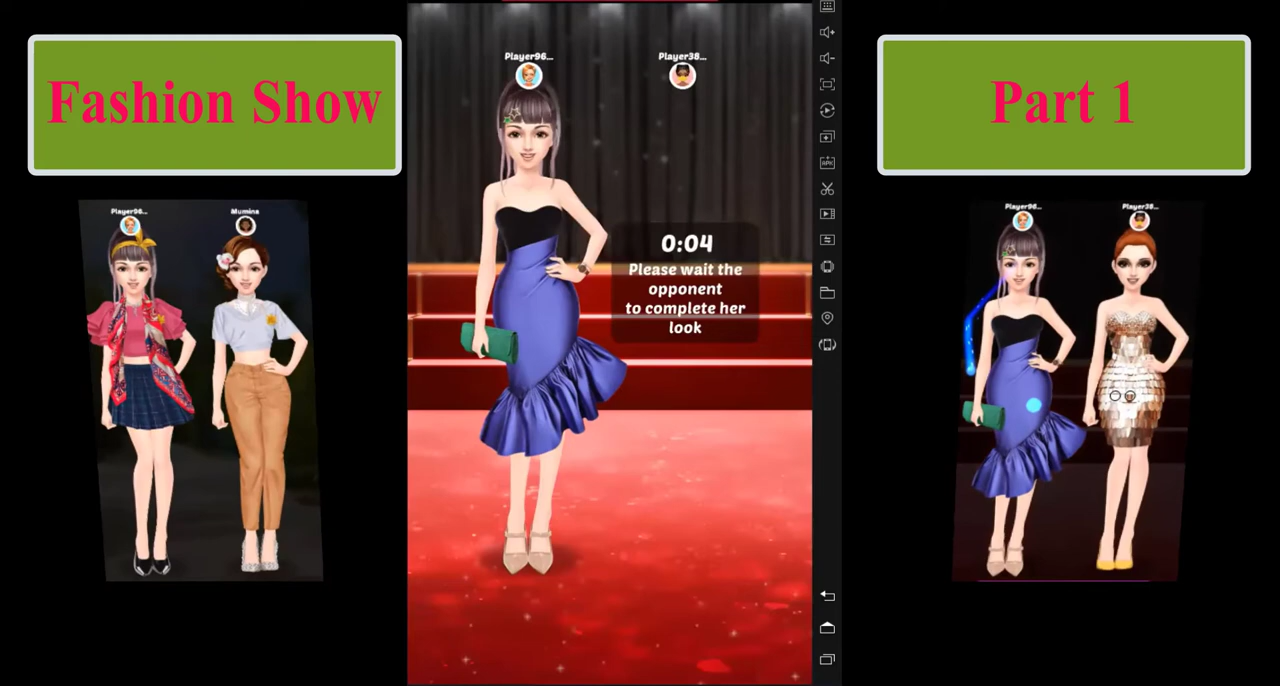 Fashion Show
Part 1
Player96...
Player38...
0:04
Please wait the
opponent
to complete her
look
Player96...
Mumina
Player96...
Player38...